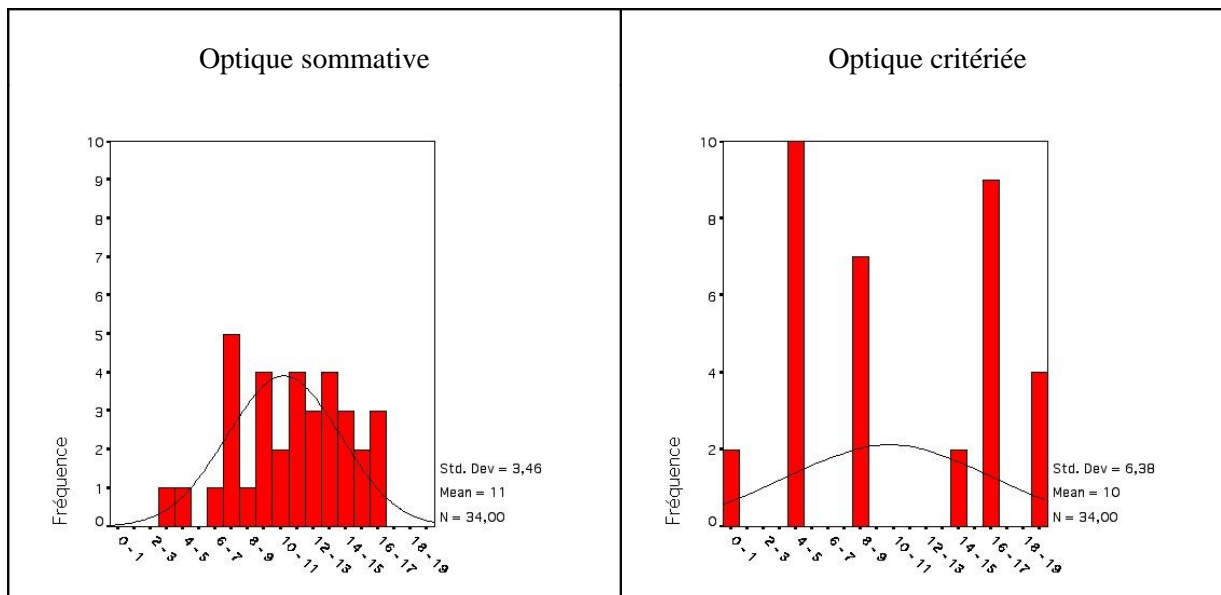 Optique sommative
10
9
8
7
6
5
4
3
2
1
0
Fréquence
0 - 1
2 - 3
4 - 5
6 - 7
8 - 9
10 - 11
12 - 13
14 - 15
16 - 17
18 - 19
Std. Dev = 3,46
Mean = 11
N = 34,00
Optique critériée
10
8
6
4
2
0
Fréquence
0 - 1
2 - 3
4 - 5
6 - 7
8 - 9
10 - 11
12 - 13
14 - 15
16 - 17
18 - 19
Std. Dev = 6,38
Mean = 10
N = 34,00